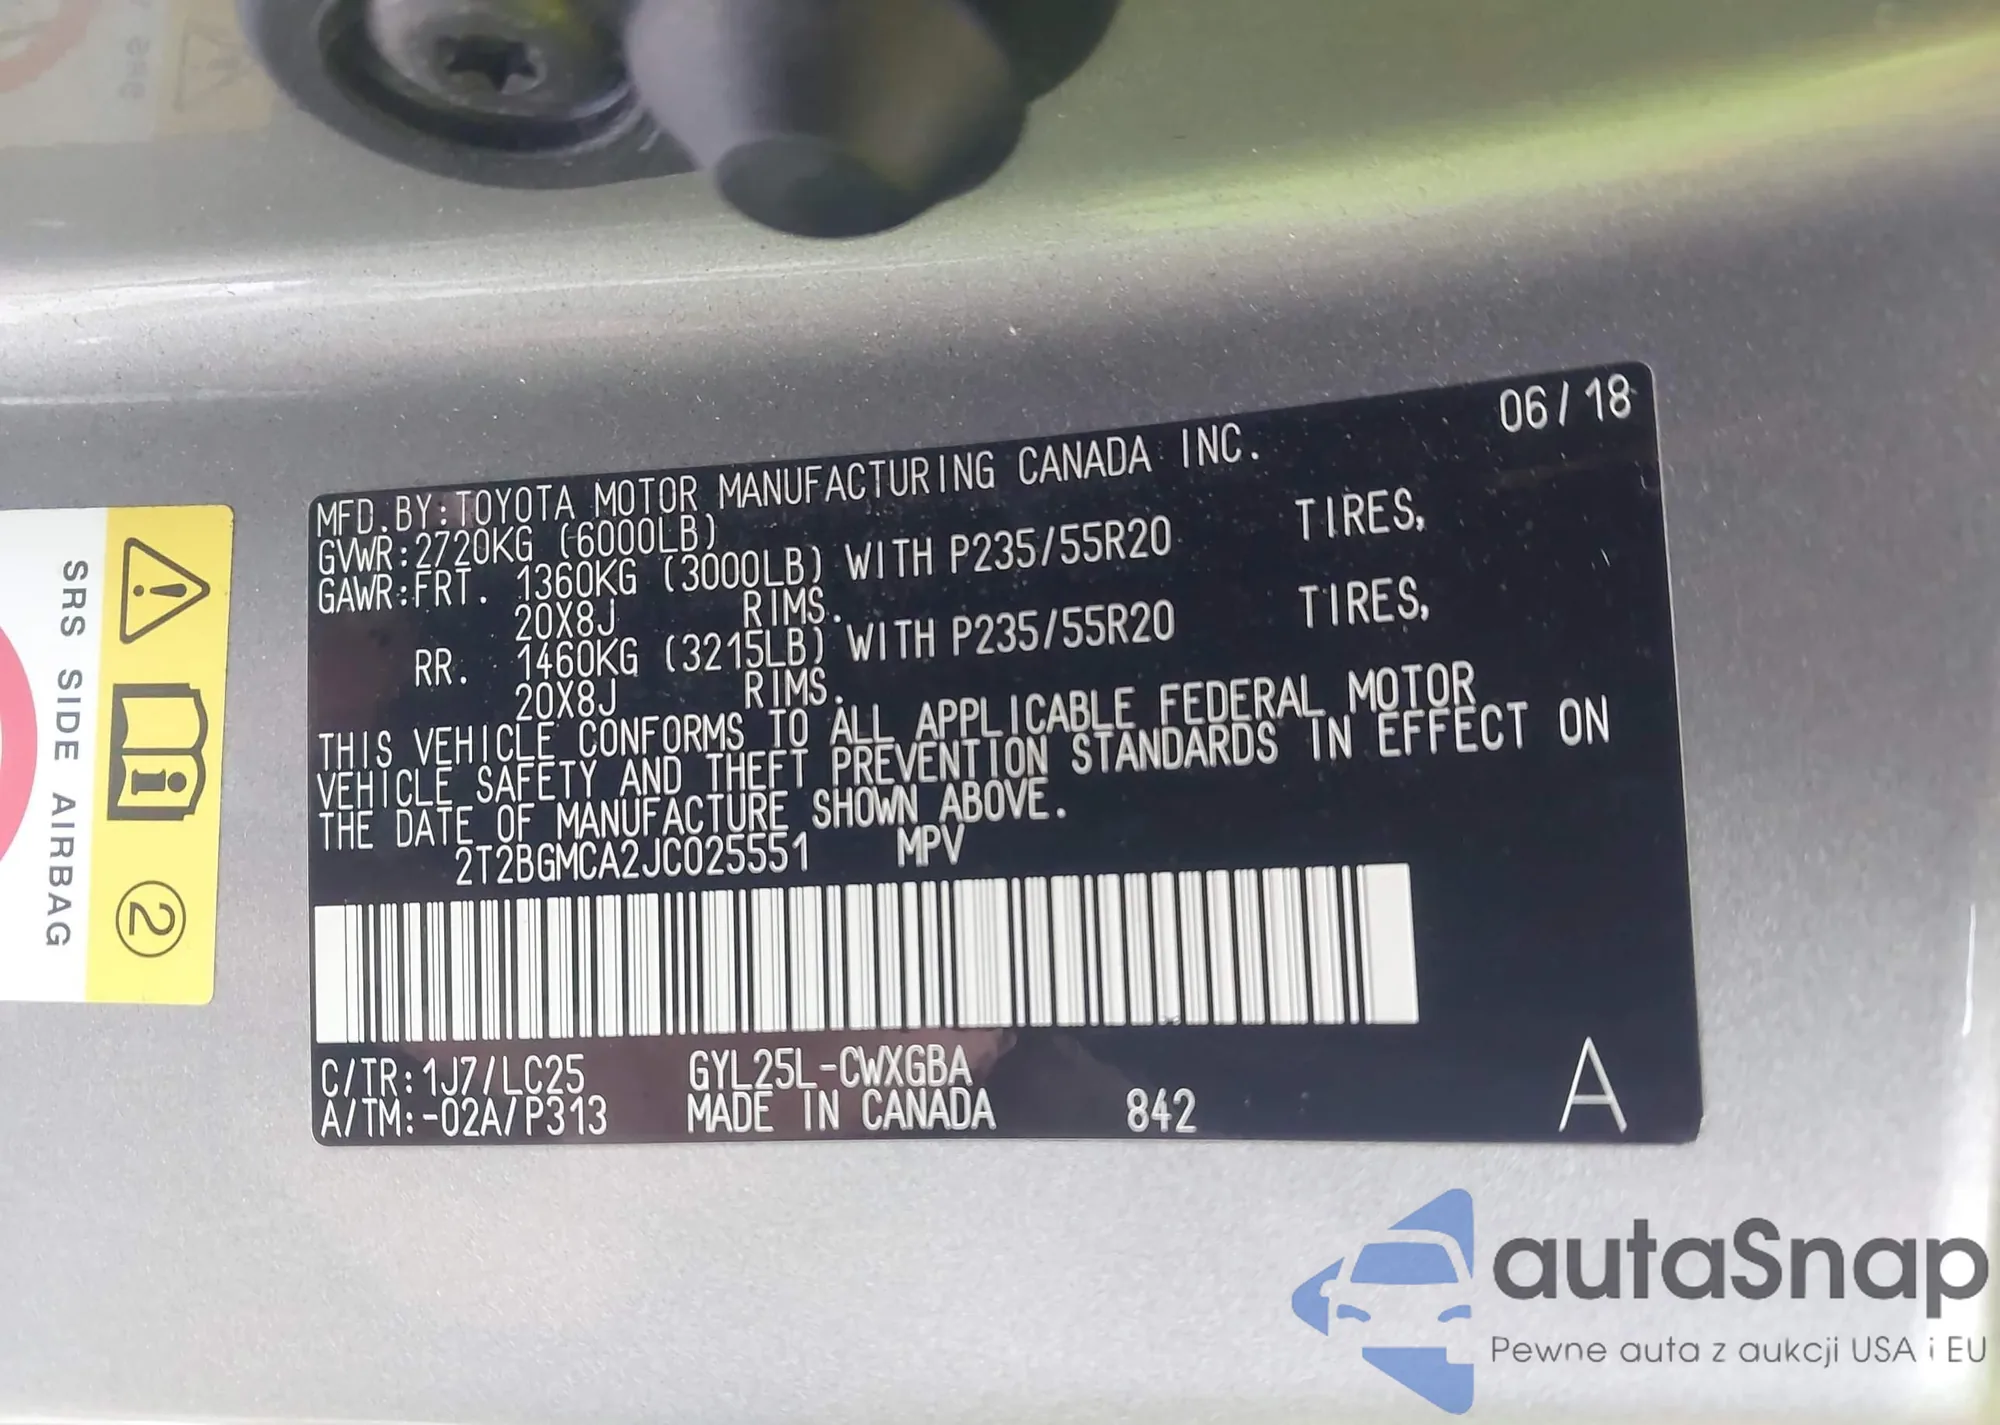 06/18
MFD.BY:TOYOTA MOTOR MANUFACTURING CANADA INC.
GVWR:2720KG (6000LB)
GAWR:FRT. 1360KG (3000LB) WITH P235/55R20 TIRES,
20X8J RIMS.
RR. 1460KG (3215LB) WITH P235/55R20 TIRES,
20X8J RIMS.
THIS VEHICLE CONFORMS TO ALL APPLICABLE FEDERAL MOTOR
VEHICLE SAFETY AND THEFT PREVENTION STANDARDS IN EFFECT ON
THE DATE OF MANUFACTURE SHOWN ABOVE.
2T2BGMCA2JC025551 MPV
C/TR:1J7/LC25 GYL25L-CWXGBA
A/TM:-02A/P313 MADE IN CANADA 842 A
SRS SIDE AIRBAG
2
autaSnap
Pewne auta z aukcji USA i EU